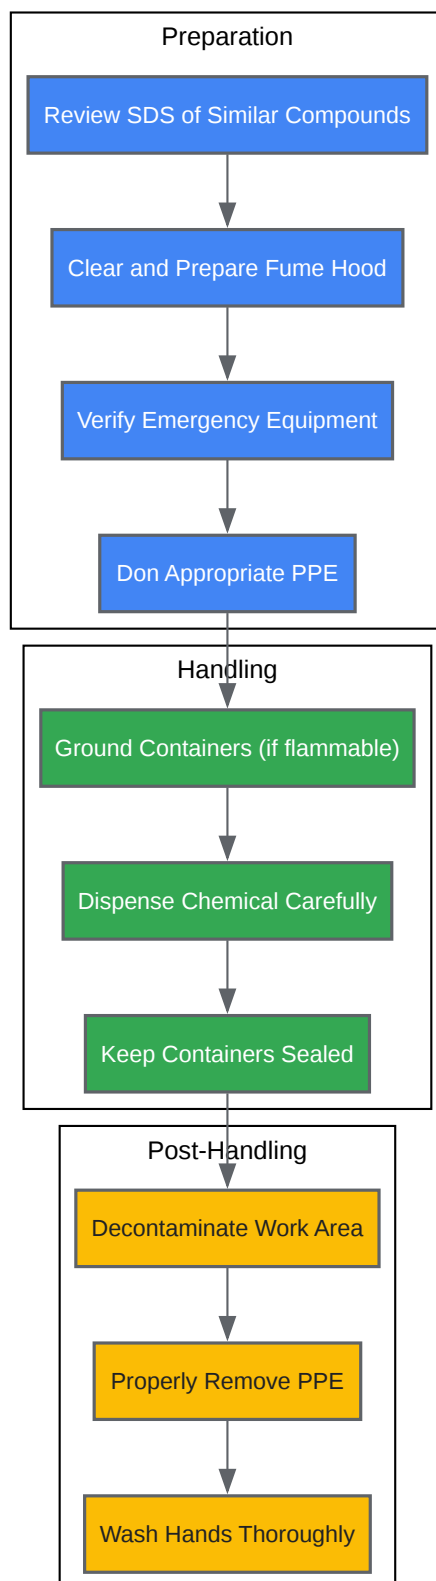 Preparation
Review SDS of Similar Compounds
Clear and Prepare Fume Hood
Verify Emergency Equipment
Don Appropriate PPE
Handling
Ground Containers (if flammable)
Dispense Chemical Carefully
Keep Containers Sealed
Post-Handling
Decontaminate Work Area
Properly Remove PPE
Wash Hands Thoroughly